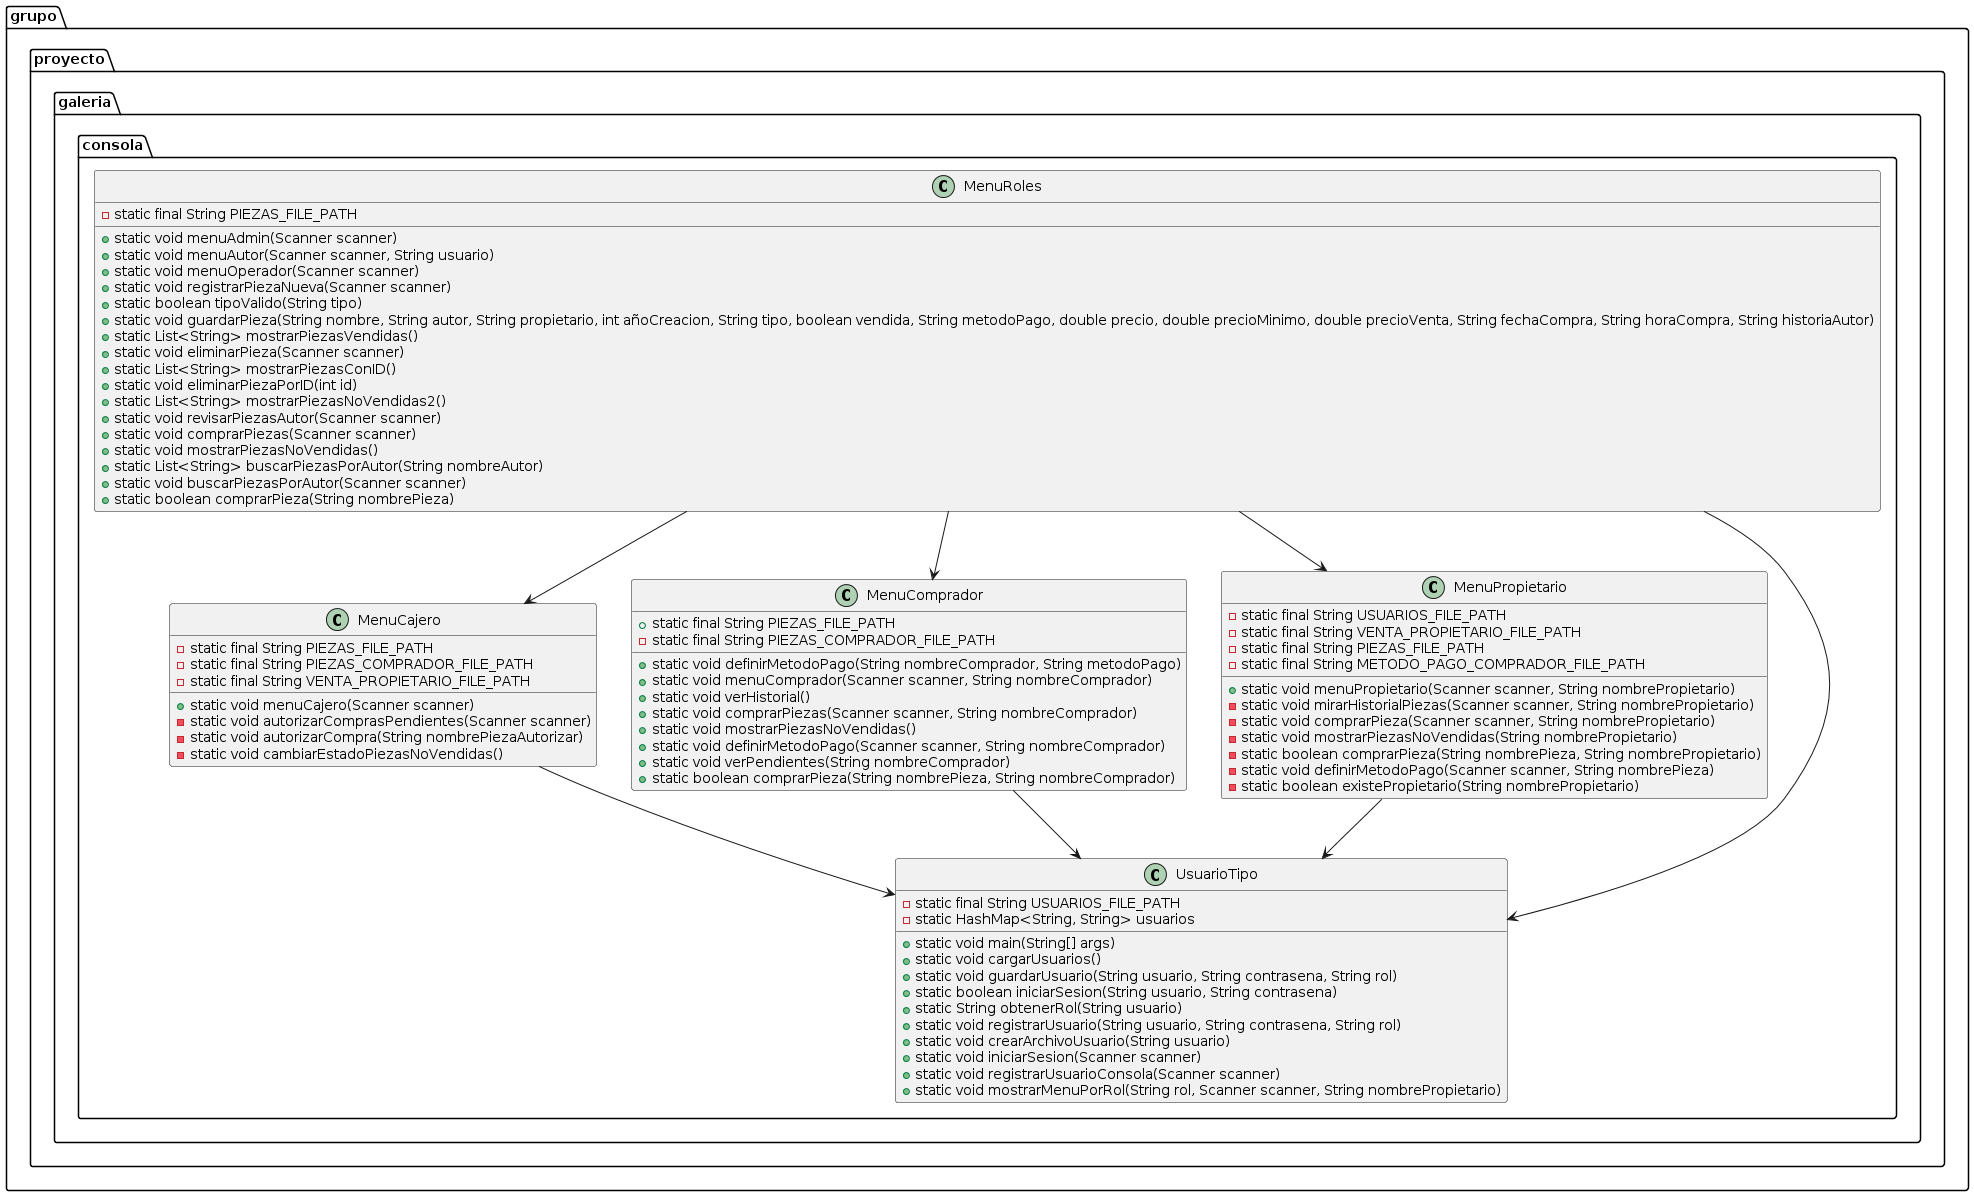 grupo
proyecto
galeria
consola
C MenuRoles
static final String PIEZAS_FILE_PATH
static void menuAdmin(Scanner scanner)
static void menuAutor(Scanner scanner, String usuario)
static void menuOperador(Scanner scanner)
static void registrarPiezaNueva(Scanner scanner)
static boolean tipoValido(String tipo)
static void guardarPieza(String nombre, String autor, String propietario, int añoCreacion, String tipo, boolean vendida, String metodoPago, double precio, double precioMinimo, double precioVenta, String fechaCompra, String horaCompra, String historiaAutor)
static List<String> mostrarPiezasVendidas()
static void eliminarPieza(Scanner scanner)
static List<String> mostrarPiezasConID()
static void eliminarPiezaPorID(int id)
static List<String> mostrarPiezasNoVendidas2()
static void revisarPiezasAutor(Scanner scanner)
static void comprarPiezas(Scanner scanner)
static void mostrarPiezasNoVendidas()
static List<String> buscarPiezasPorAutor(String nombreAutor)
static void buscarPiezasPorAutor(Scanner scanner)
static boolean comprarPieza(String nombrePieza)
C MenuCajero
static final String PIEZAS_FILE_PATH
static final String PIEZAS_COMPRADOR_FILE_PATH
static final String VENTA_PROPIETARIO_FILE_PATH
static void menuCajero(Scanner scanner)
static void autorizarComprasPendientes(Scanner scanner)
static void autorizarCompra(String nombrePiezaAutorizar)
static void cambiarEstadoPiezasNoVendidas()
C MenuComprador
static final String PIEZAS_FILE_PATH
static final String PIEZAS_COMPRADOR_FILE_PATH
static void definirMetodoPago(String nombreComprador, String metodoPago)
static void menuComprador(Scanner scanner, String nombreComprador)
static void verHistorial()
static void comprarPiezas(Scanner scanner, String nombreComprador)
static void mostrarPiezasNoVendidas()
static void definirMetodoPago(Scanner scanner, String nombreComprador)
static void verPendientes(String nombreComprador)
static boolean comprarPieza(String nombrePieza, String nombreComprador)
C MenuPropietario
static final String USUARIOS_FILE_PATH
static final String VENTA_PROPIETARIO_FILE_PATH
static final String PIEZAS_FILE_PATH
static final String METODO_PAGO_COMPRADOR_FILE_PATH
static void menuPropietario(Scanner scanner, String nombrePropietario)
static void mirarHistorialPiezas(Scanner scanner, String nombrePropietario)
static void comprarPieza(Scanner scanner, String nombrePropietario)
static void mostrarPiezasNoVendidas(String nombrePropietario)
static boolean comprarPieza(String nombrePieza, String nombrePropietario)
static void definirMetodoPago(Scanner scanner, String nombrePieza)
static boolean existePropietario(String nombrePropietario)
C UsuarioTipo
static final String USUARIOS_FILE_PATH
static HashMap<String, String> usuarios
static void main(String[] args)
static void cargarUsuarios()
static void guardarUsuario(String usuario, String contrasena, String rol)
static boolean iniciarSesion(String usuario, String contrasena)
static String obtenerRol(String usuario)
static void registrarUsuario(String usuario, String contrasena, String rol)
static void crearArchivoUsuario(String usuario)
static void iniciarSesion(Scanner scanner)
static void registrarUsuarioConsola(Scanner scanner)
static void mostrarMenuPorRol(String rol, Scanner scanner, String nombrePropietario)